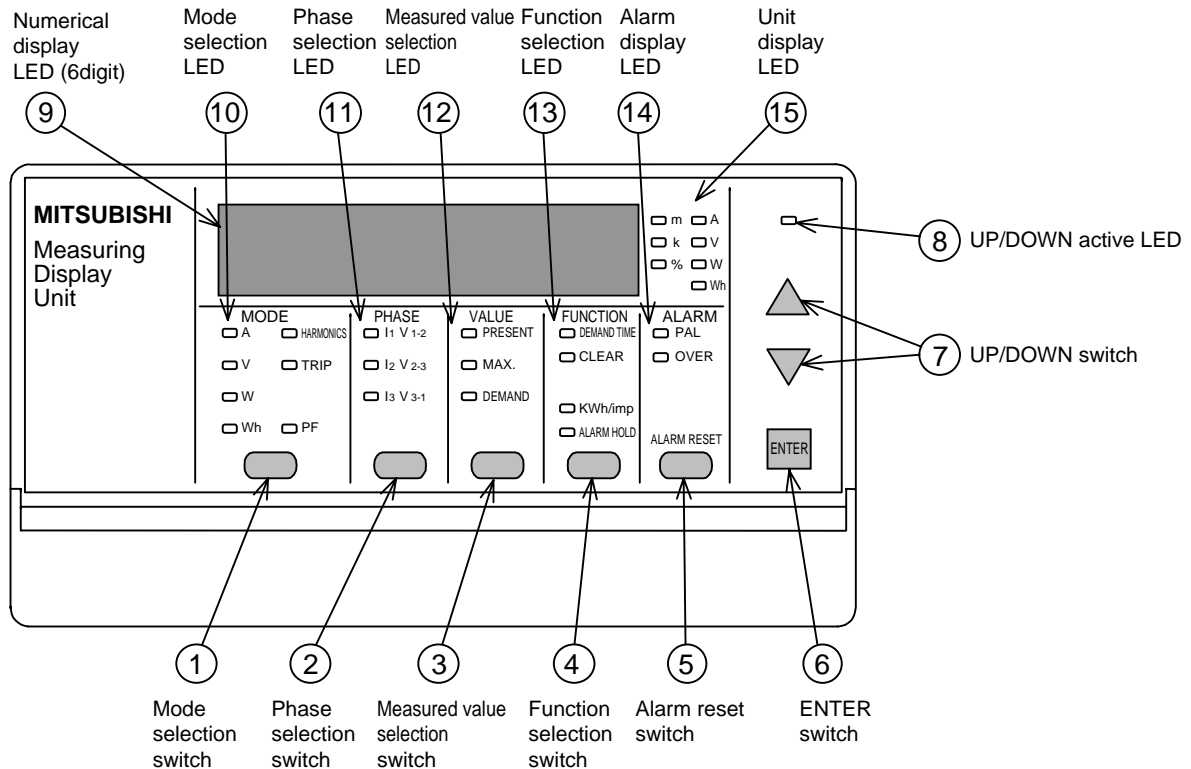 Numerical
display
LED (6digit)
Mode
selection
LED
Phase
selection
LED
Measured value
selection
LED
Function
selection
LED
Alarm
display
LED
Unit
display
LED
9
10
11
12
13
14
15
MITSUBISHI
Measuring
Display
Unit
m A
k V
% W
Wh
8 UP/DOWN active LED
7 UP/DOWN switch
MODE
A HARMONICS
V TRIP
W
Wh PF
PHASE
I1 V 1-2
I2 V 2-3
I3 V 3-1
VALUE
PRESENT
MAX.
DEMAND
FUNCTION
DEMAND TIME
CLEAR
KWh/imp
ALARM HOLD
ALARM
PAL
OVER
ALARM RESET
ENTER
1
Mode
selection
switch
2
Phase
selection
switch
3
Measured value
selection
switch
4
Function
selection
switch
5
Alarm reset
switch
6
ENTER
switch